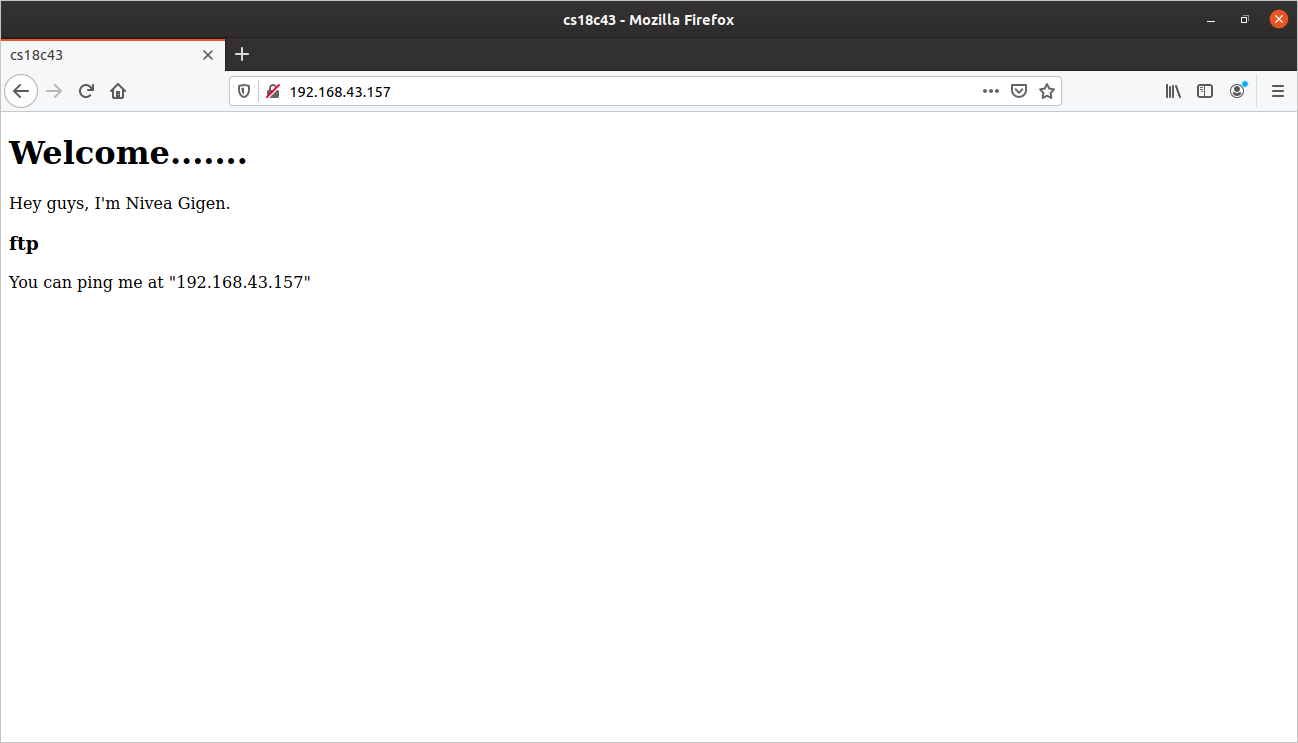 cs18c43 - Mozilla Firefox
cs18c43
192.168.43.157
Welcome.......
Hey guys, I'm Nivea Gigen.
ftp
You can ping me at "192.168.43.157"